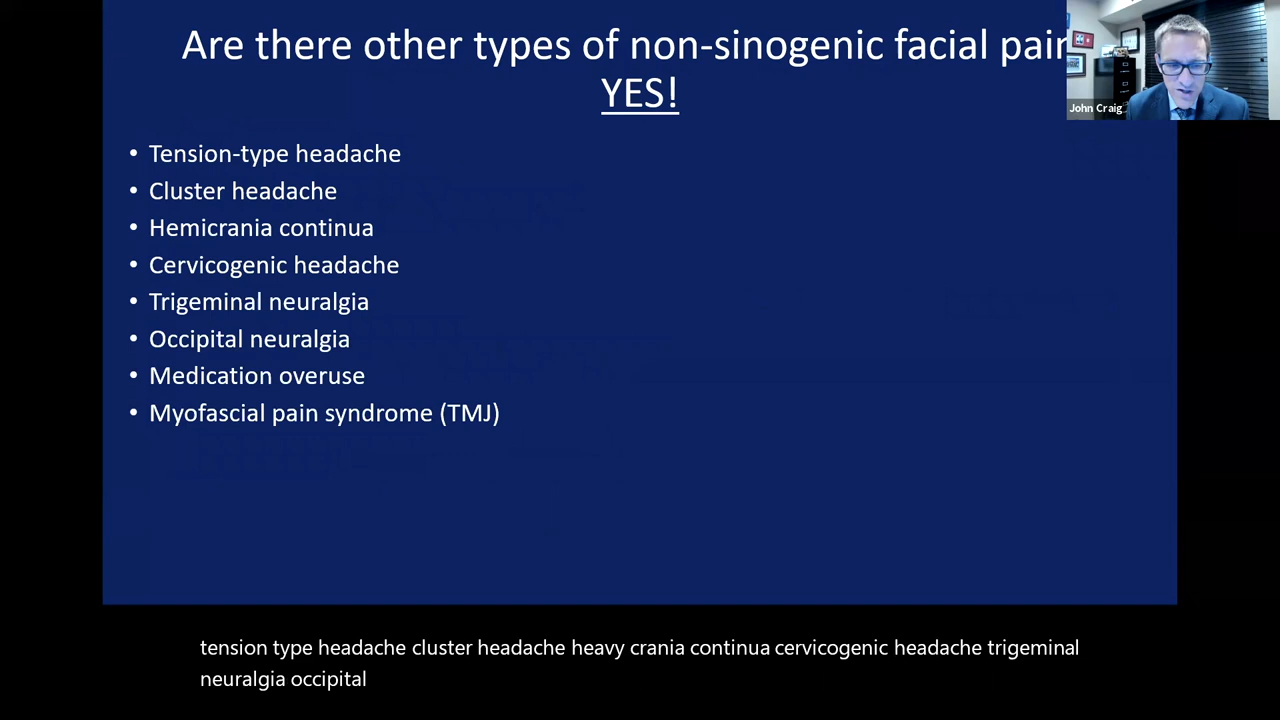 Are there other types of non-sinogenic facial pain
YES!
John Craig
• Tension-type headache
• Cluster headache
• Hemicrania continua
• Cervicogenic headache
• Trigeminal neuralgia
• Occipital neuralgia
• Medication overuse
• Myofascial pain syndrome (TMJ)
tension type headache cluster headache heavy crania continua cervicogenic headache trigeminal
neuralgia occipital